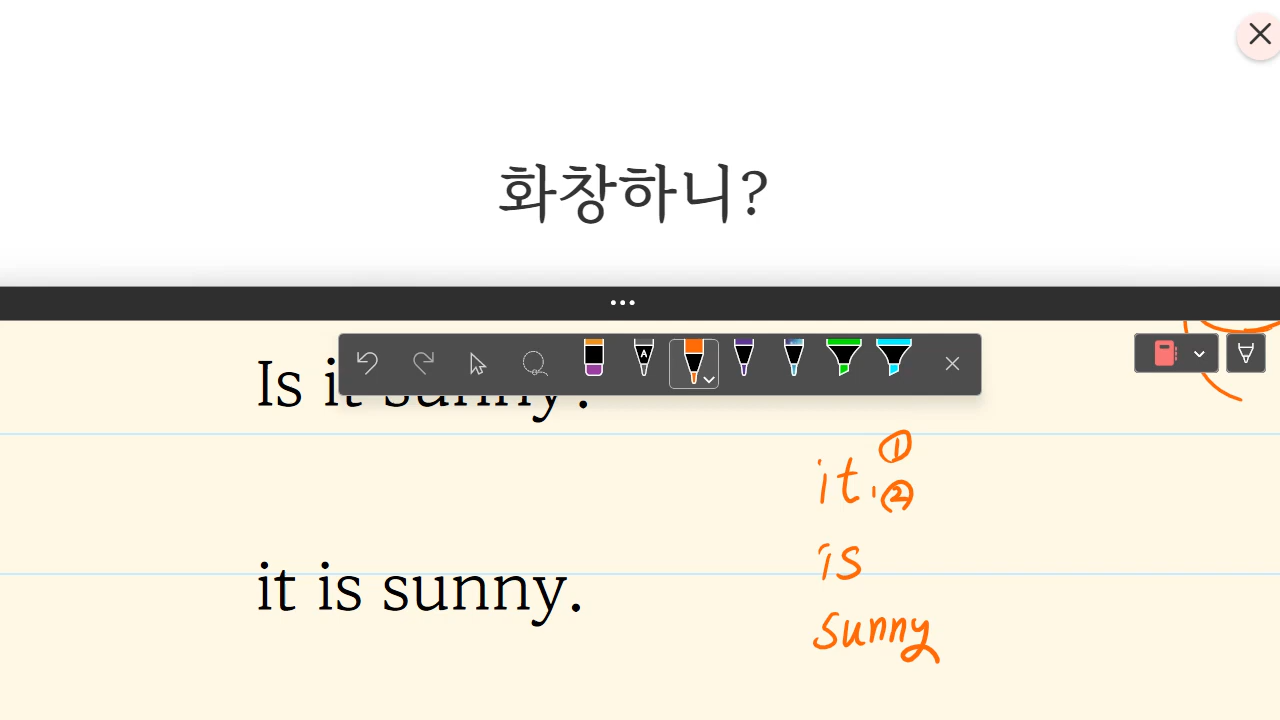 화창하니?
Is it sunny?
it is sunny.
it. ①
② 
is
sunny